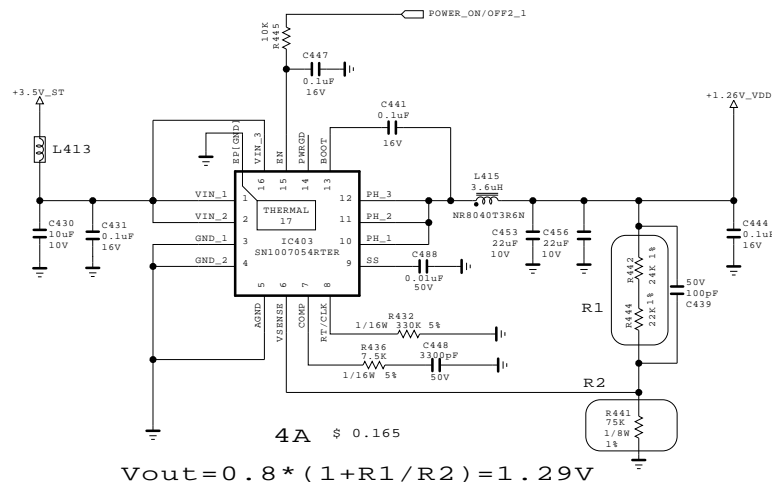 POWER_ON/OFF2_1
10K
R445
C447
0.1uF
16V
+3.5V_ST
C441
0.1uF
16V
+1.26V_VDD
L413
EP[GND]
VIN_3
EN
PWRGD
BOOT
16
15
14
13
L415
3.6uH
NR8040T3R6N
VIN_1
1
THERMAL
17
12
PH_3
VIN_2
2
11
PH_2
GND_1
3
IC403
SN1007054RTER
10
PH_1
GND_2
4
9
SS
C430
10uF
10V
C431
0.1uF
16V
C488
0.01uF
50V
C453
22uF
10V
C456
22uF
10V
C444
0.1uF
16V
5
6
7
8
AGND
VSENSE
COMP
RT/CLK
R1
R442
24K 1%
R444
22K 1%
50V
100pF
C439
R432
1/16W 330K 5%
R436
7.5K
1/16W 5%
C448
3300pF
50V
R2
R441
75K
1/8W
1%
4A $ 0.165
Vout=0.8*(1+R1/R2)=1.29V